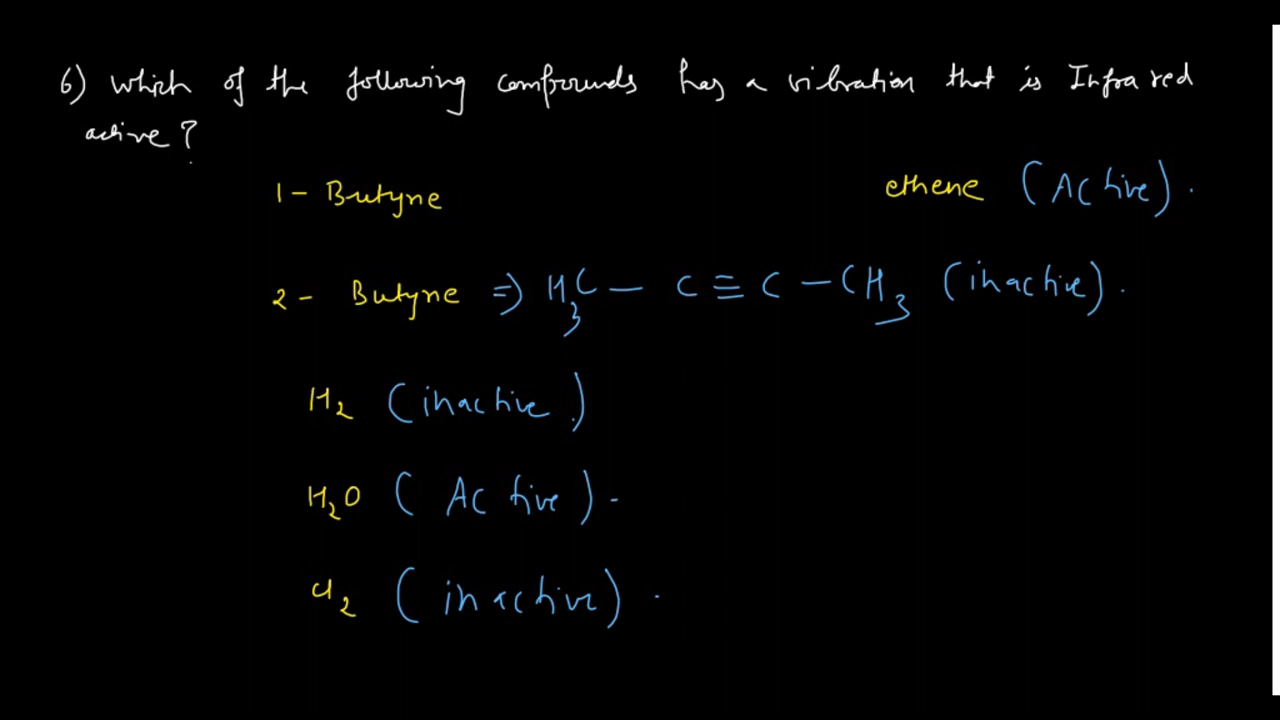 6) which of the following compounds has a vibration that is Infrared
active?
1- Butyne
ethene (Active).
2- Butyne => H3C — C ≡ C — CH3 (inactive).
H2 (inactive)
H2O (Active)-
Cl2 (inactive).